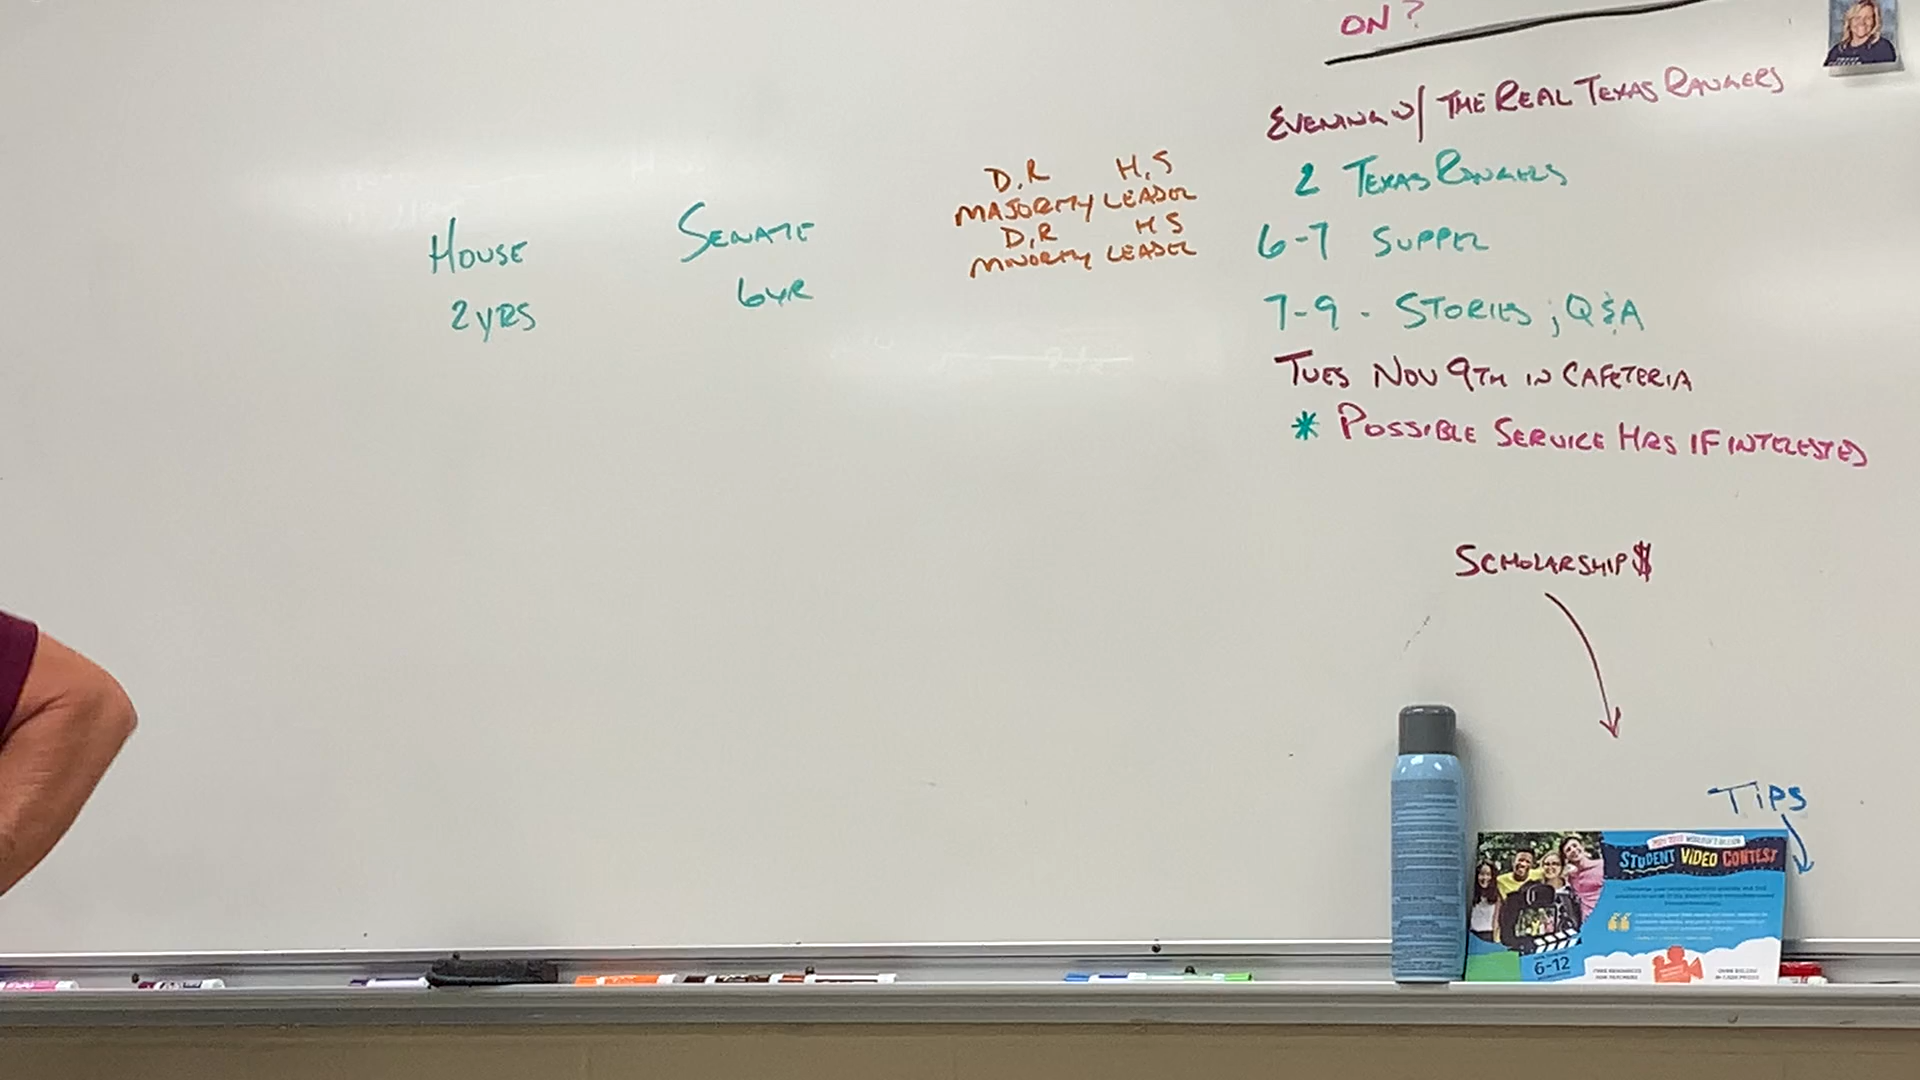 ON?
EVENING W/ THE REAL TEXAS RANGERS
2 TEXAS RANGERS
6-7 SUPPER
7-9 - STORIES ; Q&A
TUES NOV 9TH IN CAFETERIA
* POSSIBLE SERVICE HRS IF INTERESTED
HOUSE
2 YRS
SENATE
6 YR
D, R H, S
MAJORITY LEADER
D, R H S
MINORITY LEADER
SCHOLARSHIP$
TIPS
STUDENT VIDEO CONTEST
6-12